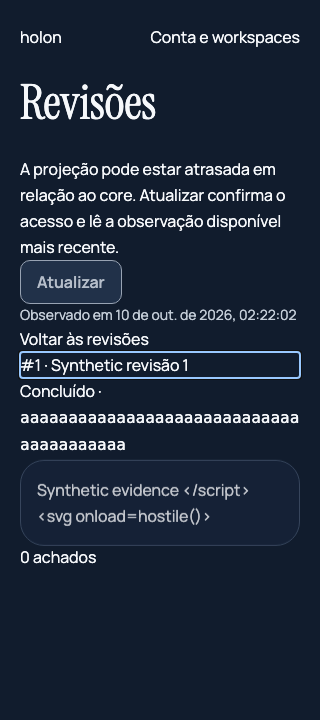 holon
Conta e workspaces
Revisões
A projeção pode estar atrasada em
relação ao core. Atualizar confirma o
acesso e lê a observação disponível
mais recente.
Atualizar
Observado em 10 de out. de 2026, 02:22:02
Voltar às revisões
#1 · Synthetic revisão 1
Concluído ·
aaaaaaaaaaaaaaaaaaaaaaaaaaaaa
aaaaaaaaaaa
Synthetic evidence </script>
<svg onload=hostile()>
0 achados